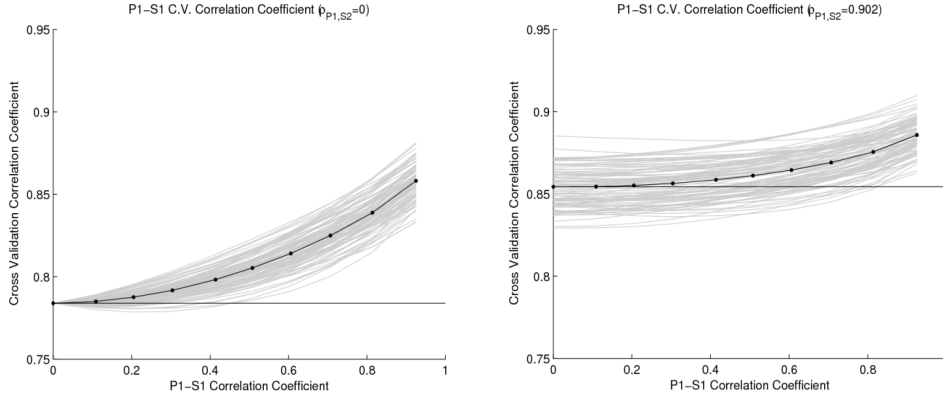 P1−S1 C.V. Correlation Coefficient (ρP1,S2=0)
Cross Validation Correlation Coefficient
0.95
0.9
0.85
0.8
0.75
0 0.2 0.4 0.6 0.8 1
P1−S1 Correlation Coefficient
P1−S1 C.V. Correlation Coefficient (ρP1,S2=0.902)
Cross Validation Correlation Coefficient
0.95
0.9
0.85
0.8
0.75
0 0.2 0.4 0.6 0.8
P1−S1 Correlation Coefficient